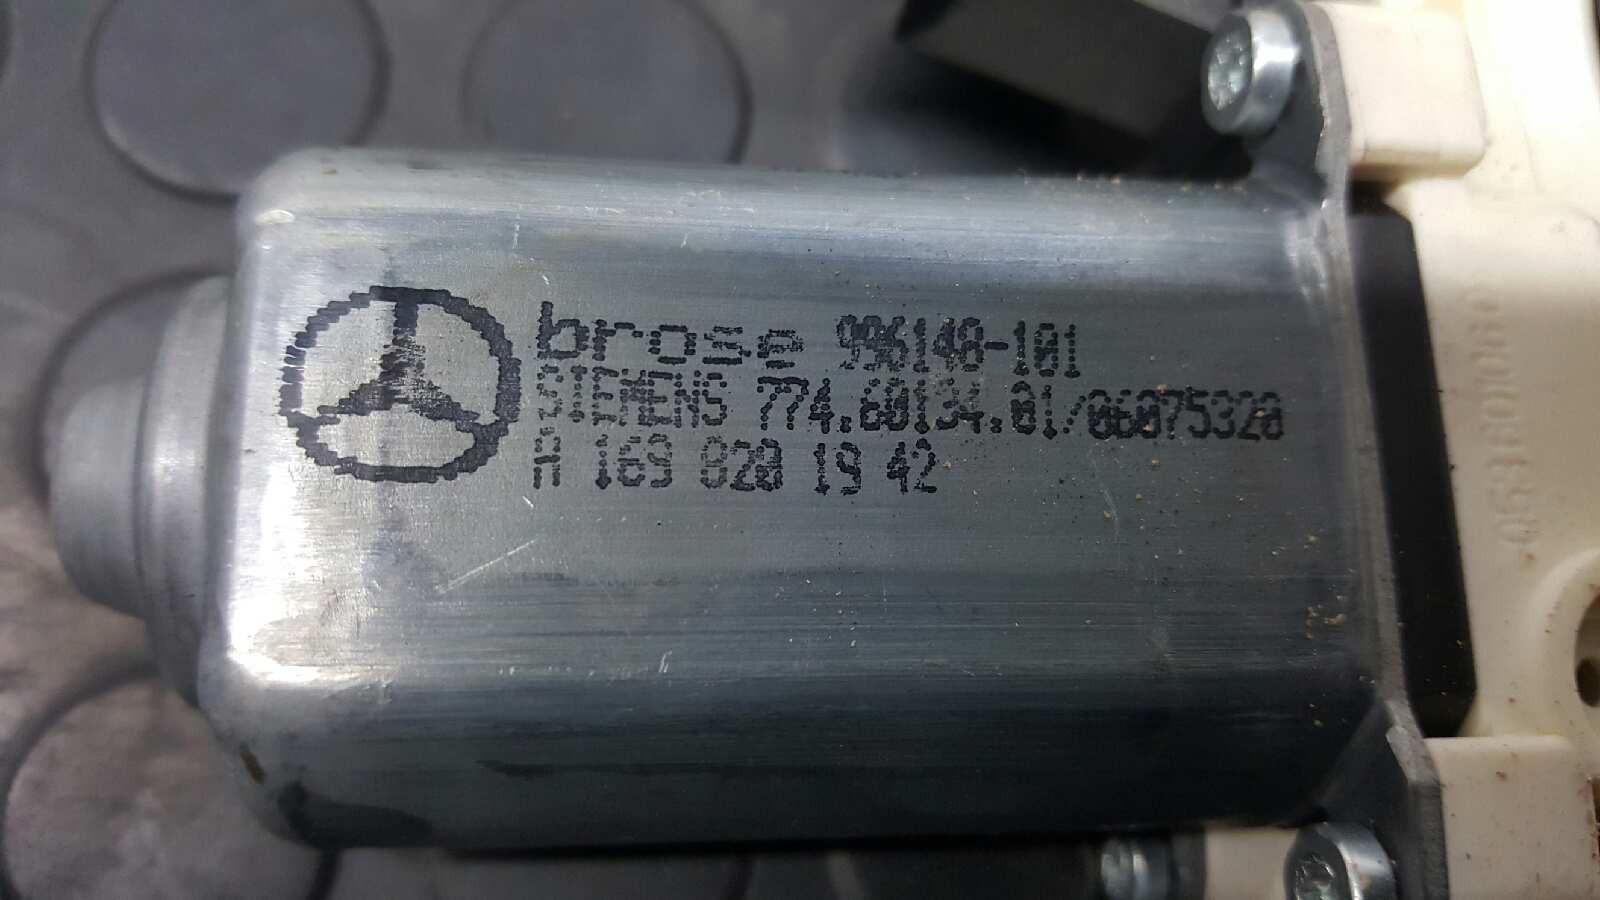 brose 996148-101
SIEMENS 774.60134.01/06075320
A 169 820 19 42